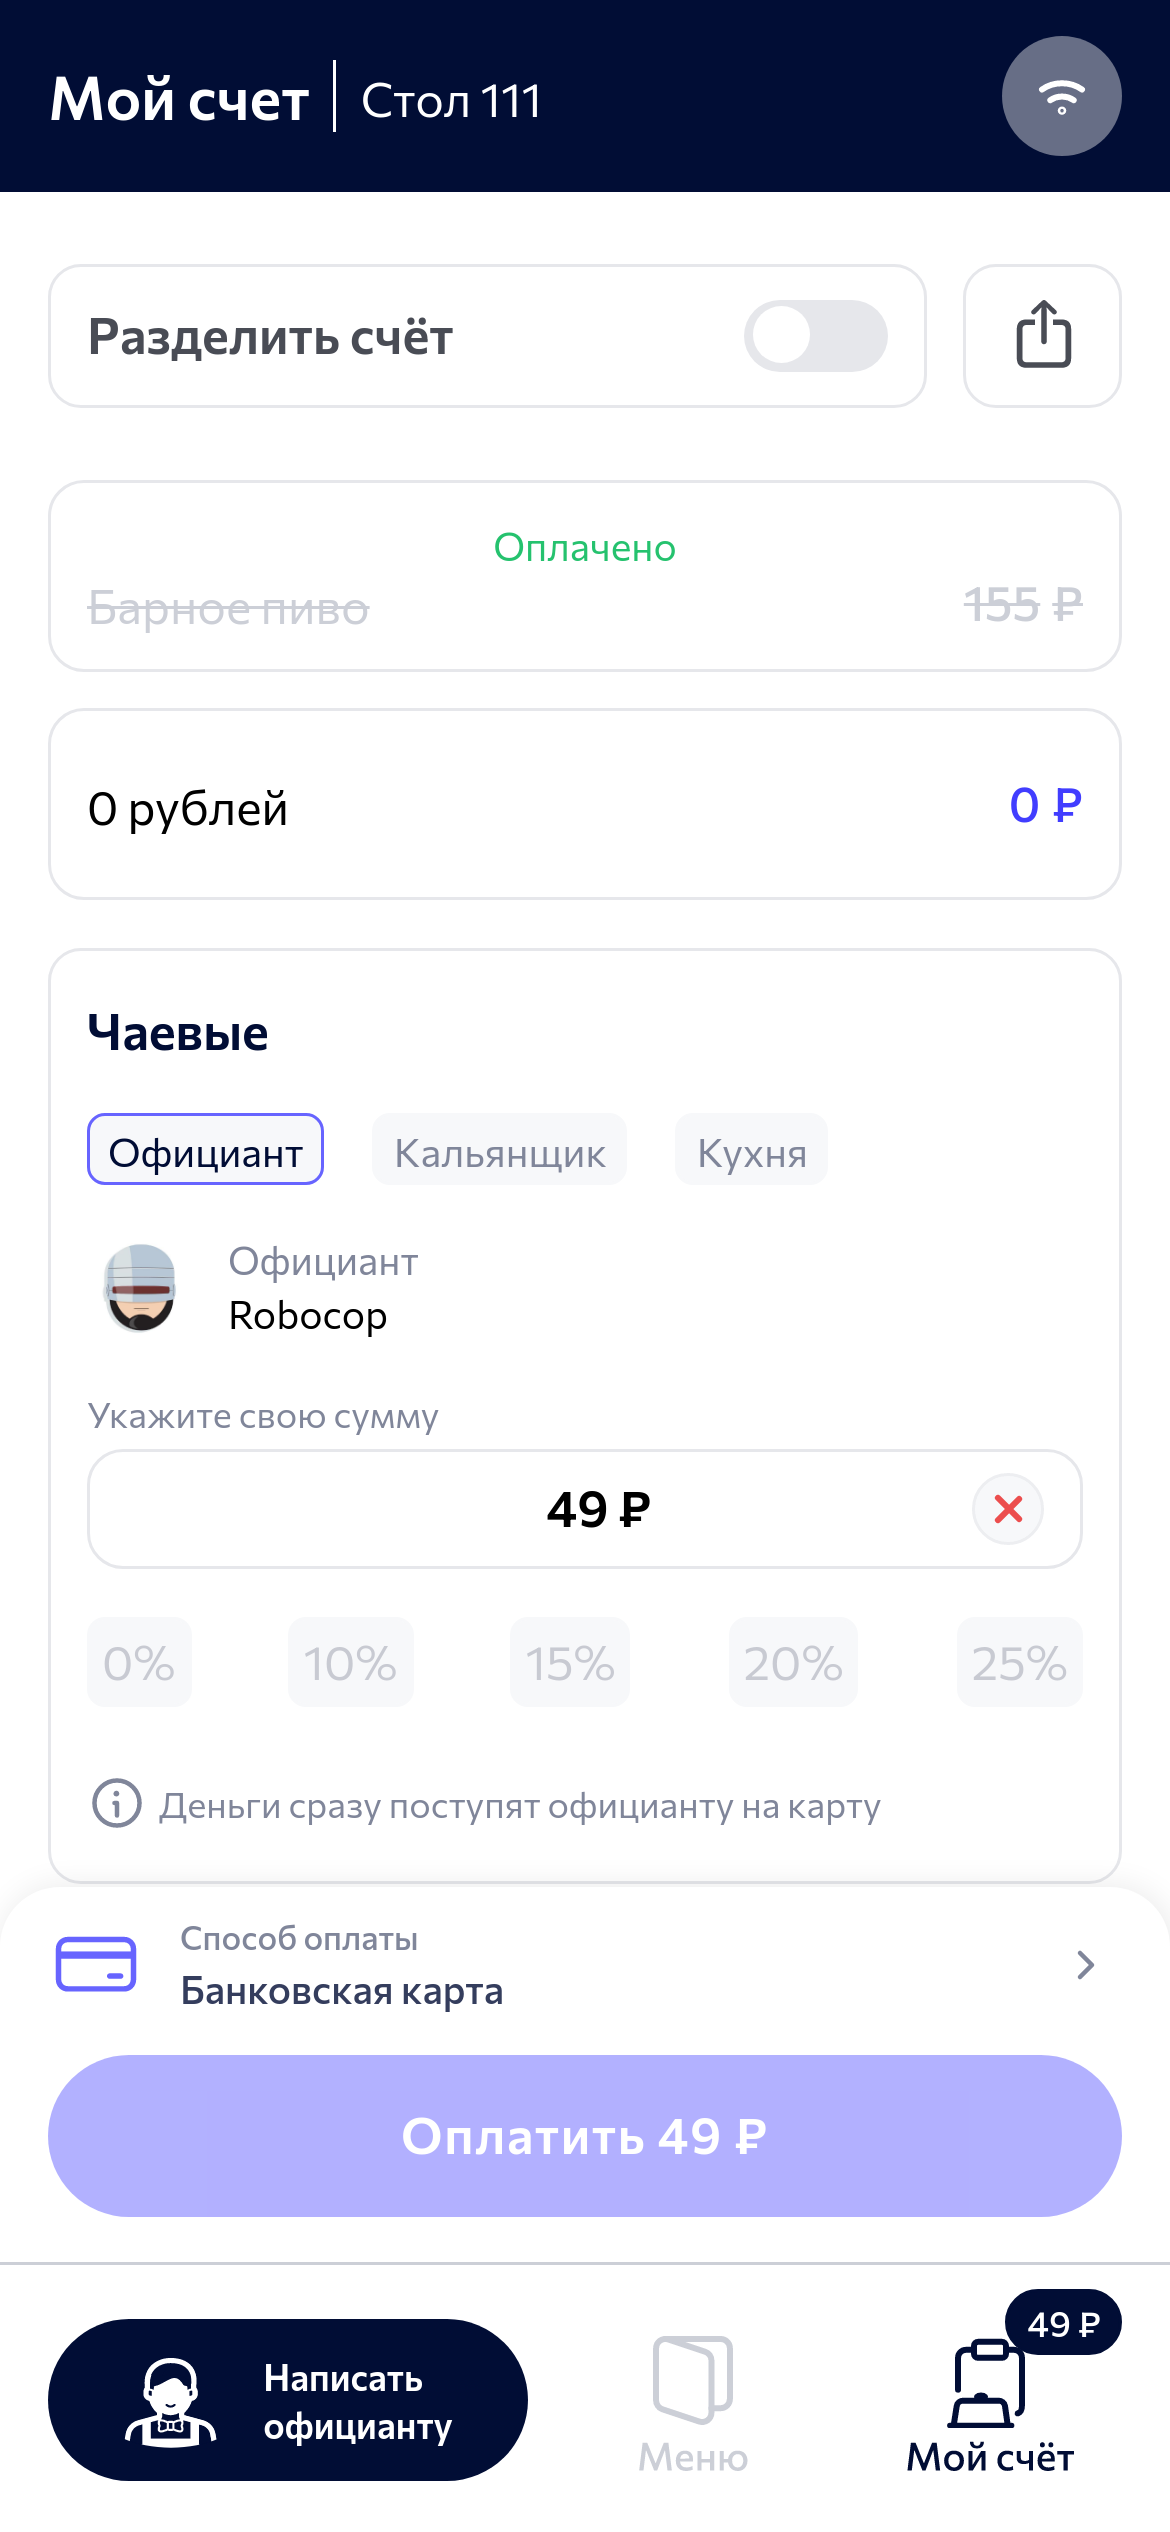 Мой счет
Стол 111
Разделить счёт
Оплачено
Барное пиво 155 ₽
0 рублей 0 ₽
Чаевые
Официант Кальянщик Кухня
Официант
Robocop
Укажите свою сумму
49 ₽
0% 10% 15% 20% 25%
Деньги сразу поступят официанту на карту
Способ оплаты
Банковская карта
Оплатить 49 ₽
49 ₽
Написать
официанту
Меню
Мой счёт